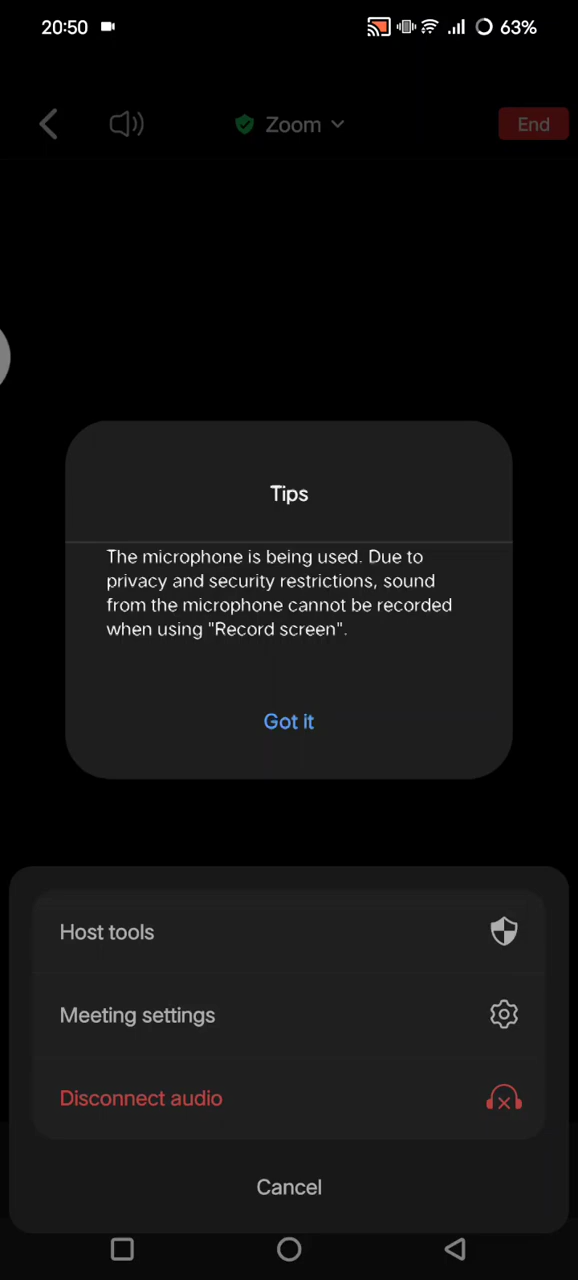 20:50
63%
Zoom
End
Tips
The microphone is being used. Due to
privacy and security restrictions, sound
from the microphone cannot be recorded
when using "Record screen".
Got it
Host tools
Meeting settings
Disconnect audio
Cancel